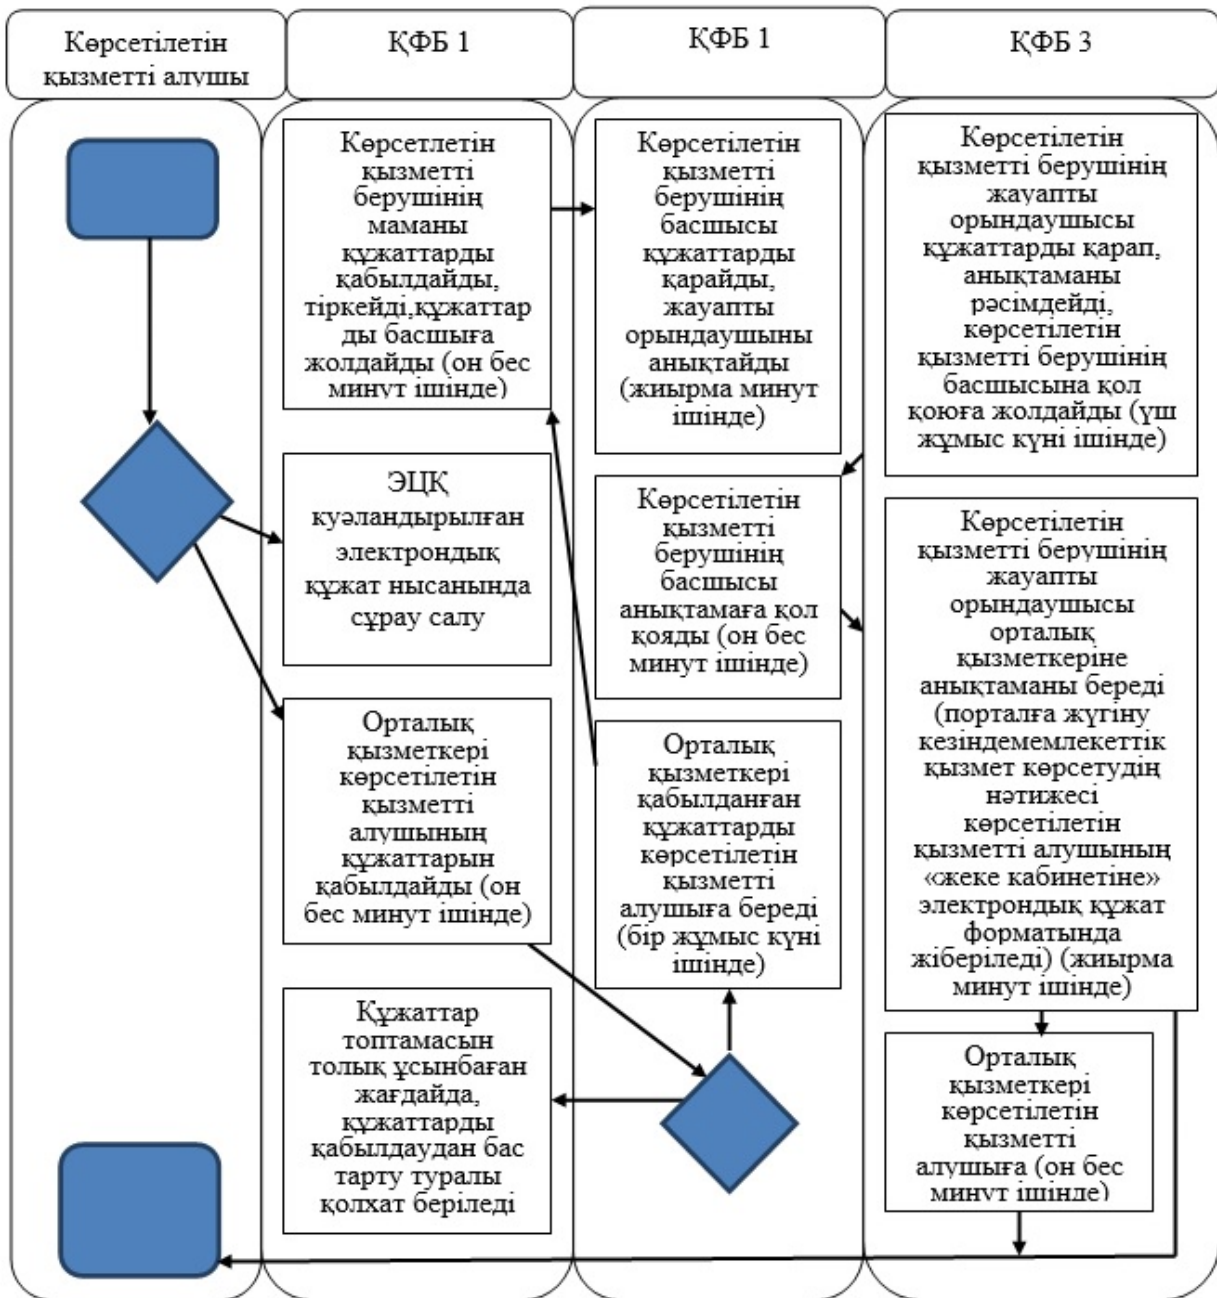 Көрсетілетін
қызметті алушы
ҚФБ 1
ҚФБ 1
ҚФБ 3
Көрсетлетін
қызметті
берушінің
маманы
құжаттарды
қабылдайды,
тіркейді,құжаттар
ды басшыға
жолдайды (он бес
минут ішінде)
ЭЦҚ
куәландырылған
электрондық
құжат нысанында
сұрау салу
Орталық
қызметкері
көрсетілетін
қызметті
алушының
құжаттарын
қабылдайды (он
бес минут ішінде)
Құжаттар
топтамасын
толық ұсынбаған
жағдайда,
құжаттарды
қабылдаудан бас
тарту туралы
қолхат беріледі
Көрсетілетін
қызметті
берушінің
басшысы
құжаттарды
қарайды,
жауапты
орындаушыны
анықтайды
(жиырма минут
ішінде)
Көрсетілетін
қызметті
берушінің
басшысы
анықтамаға қол
қояды (он бес
минут ішінде)
Орталық
қызметкері
қабылданған
құжаттарды
көрсетілетін
қызметті
алушыға береді
(бір жұмыс күні
ішінде)
Көрсетілетін
қызметті берушінің
жауапты
орындаушысы
құжаттарды қарап,
анықтаманы
рәсімдейді,
көрсетілетін
қызметті берушінің
басшысына қол
қоюға жолдайды (үш
жұмыс күні ішінде)
Көрсетілетін
қызметті берушінің
жауапты
орындаушысы
орталық
қызметкеріне
анықтаманы береді
(порталға жүгіну
кезіндемемлекеттік
қызмет көрсетудің
нәтижесі
көрсетілетін
қызметті алушының
«жеке кабинетіне»
электрондық құжат
форматында
жіберіледі) (жиырма
минут ішінде)
Орталық
қызметкері
көрсетілетін
қызметті
алушыға (он бес
минут ішінде)